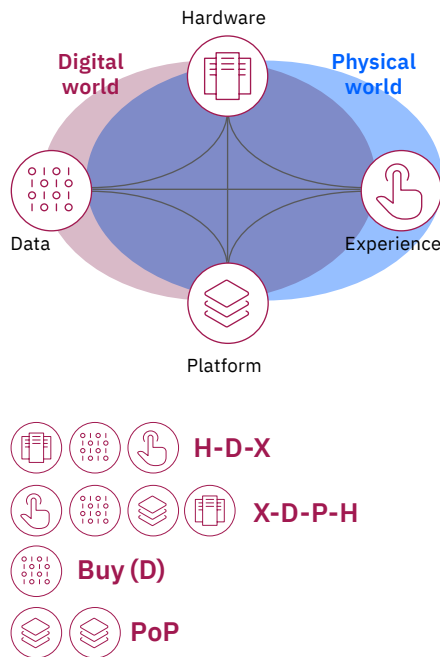 Hardware
Digital
world
Physical
world
Data
Experience
Platform
H-D-X
X-D-P-H
Buy (D)
PoP